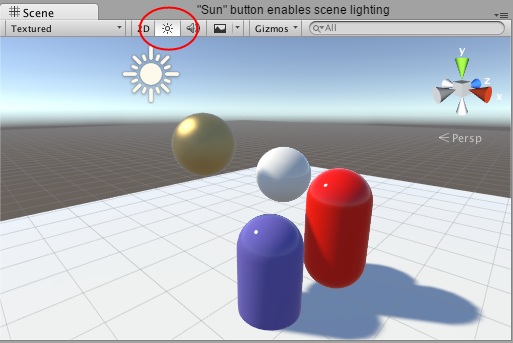 Scene
"Sun" button enables scene lighting
Textured 2D Gizmos All
y
z
x
Persp